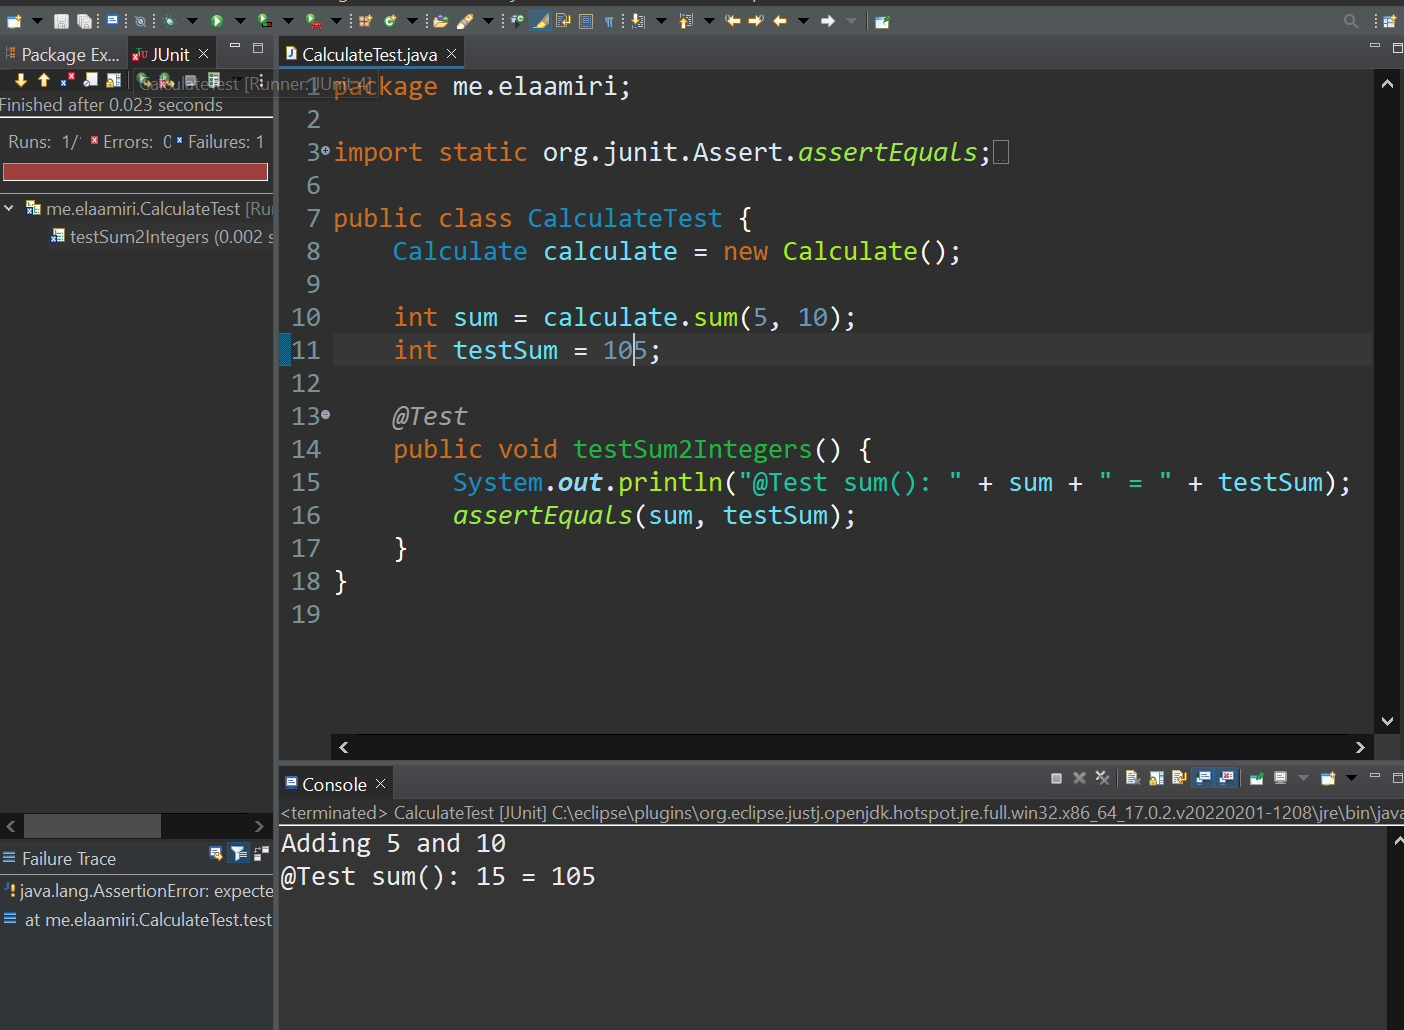 Package Ex...
JUnit
CalculateTest.java
CalculateTest [Runner: JUnit 4]
Finished after 0.023 seconds
Runs: 1/
Errors: 0
Failures: 1
me.elaamiri.CalculateTest [Ru
testSum2Integers (0.002 s
1 package me.elaamiri;
2
3 import static org.junit.Assert.assertEquals;
6
7 public class CalculateTest {
8 Calculate calculate = new Calculate();
9
10 int sum = calculate.sum(5, 10);
11 int testSum = 105;
12
13 @Test
14 public void testSum2Integers() {
15 System.out.println("@Test sum(): " + sum + " = " + testSum);
16 assertEquals(sum, testSum);
17 }
18 }
19
Failure Trace
java.lang.AssertionError: expecte
at me.elaamiri.CalculateTest.test
Console
<terminated> CalculateTest [JUnit] C:\eclipse\plugins\org.eclipse.justj.openjdk.hotspot.jre.full.win32.x86_64_17.0.2.v20220201-1208\jre\bin\java
Adding 5 and 10
@Test sum(): 15 = 105